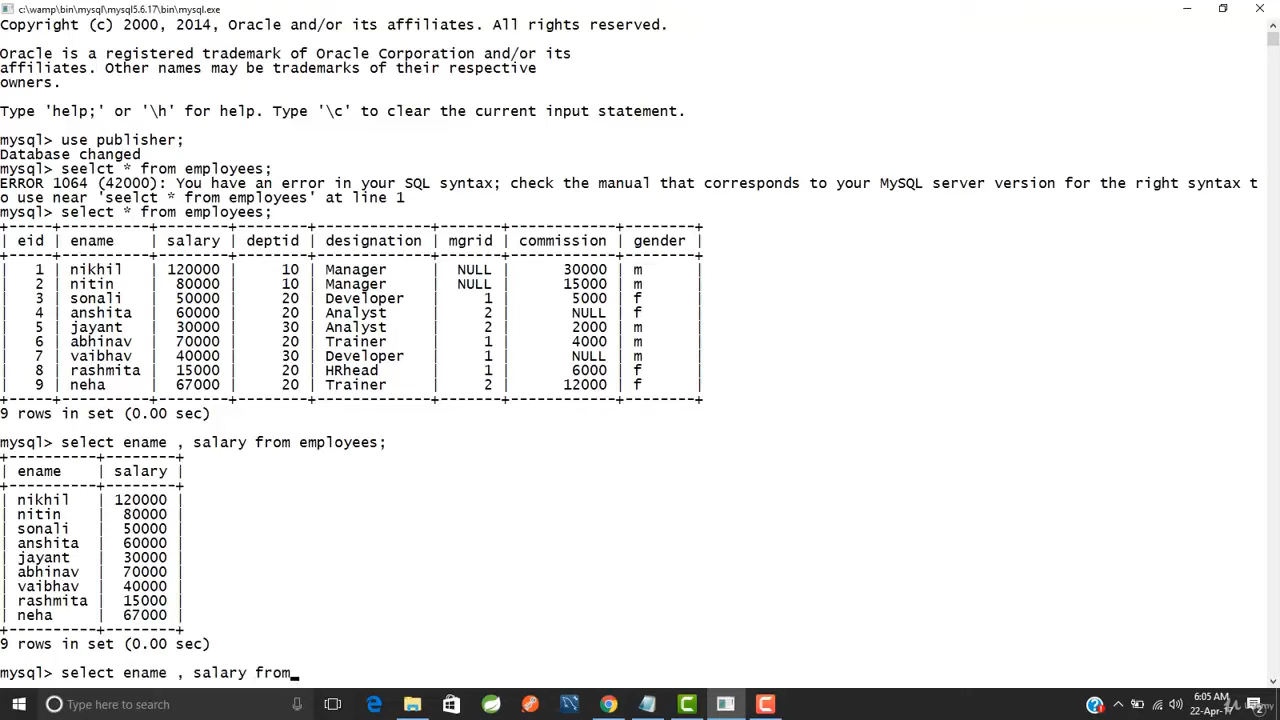 c:\wamp\bin\mysql\mysql5.6.17\bin\mysql.exe
Copyright (c) 2000, 2014, Oracle and/or its affiliates. All rights reserved.
Oracle is a registered trademark of Oracle Corporation and/or its
affiliates. Other names may be trademarks of their respective
owners.
Type 'help;' or '\h' for help. Type '\c' to clear the current input statement.
mysql> use publisher;
Database changed
mysql> seelct * from employees;
ERROR 1064 (42000): You have an error in your SQL syntax; check the manual that corresponds to your MySQL server version for the right syntax t
o use near 'seelct * from employees' at line 1
mysql> select * from employees;
+-----+----------+--------+--------+-------------+-------+------------+--------+
| eid | ename    | salary | deptid | designation | mgrid | commission | gender |
+-----+----------+--------+--------+-------------+-------+------------+--------+
|   1 | nikhil   | 120000 |     10 | Manager     |  NULL |      30000 | m      |
|   2 | nitin    |  80000 |     10 | Manager     |  NULL |      15000 | m      |
|   3 | sonali   |  50000 |     20 | Developer   |     1 |       5000 | f      |
|   4 | anshita  |  60000 |     20 | Analyst     |     2 |       NULL | f      |
|   5 | jayant   |  30000 |     30 | Analyst     |     2 |       2000 | m      |
|   6 | abhinav  |  70000 |     20 | Trainer     |     1 |       4000 | m      |
|   7 | vaibhav  |  40000 |     30 | Developer   |     1 |       NULL | m      |
|   8 | rashmita |  15000 |     20 | HRhead      |     1 |       6000 | f      |
|   9 | neha     |  67000 |     20 | Trainer     |     2 |      12000 | f      |
+-----+----------+--------+--------+-------------+-------+------------+--------+
9 rows in set (0.00 sec)
mysql> select ename , salary from employees;
+----------+--------+
| ename    | salary |
+----------+--------+
| nikhil   | 120000 |
| nitin    |  80000 |
| sonali   |  50000 |
| anshita  |  60000 |
| jayant   |  30000 |
| abhinav  |  70000 |
| vaibhav  |  40000 |
| rashmita |  15000 |
| neha     |  67000 |
+----------+--------+
9 rows in set (0.00 sec)
mysql> select ename , salary from_
Type here to search
6:05 AM
22-Apr-